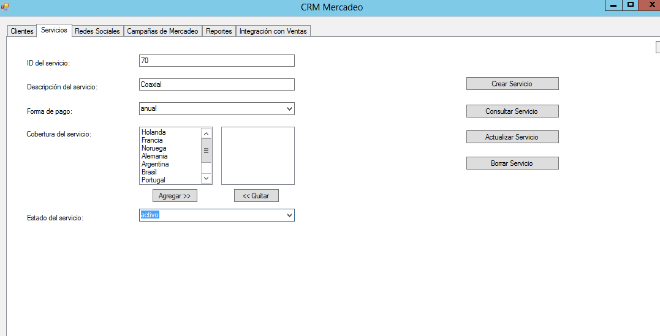 CRM Mercadeo
Clientes Servicios Redes Sociales Campañas de Mercadeo Reportes Integración con Ventas
ID del servicio: 70
Descripción del servicio: Coaxial Crear Servicio
Forma de pago: anual Consultar Servicio
Cobertura del servicio: Holanda
Francia
Noruega
Alemania
Argentina
Brasil
Portugal
Actualizar Servicio
Borrar Servicio
Agregar >> << Quitar
Estado del servicio: activo